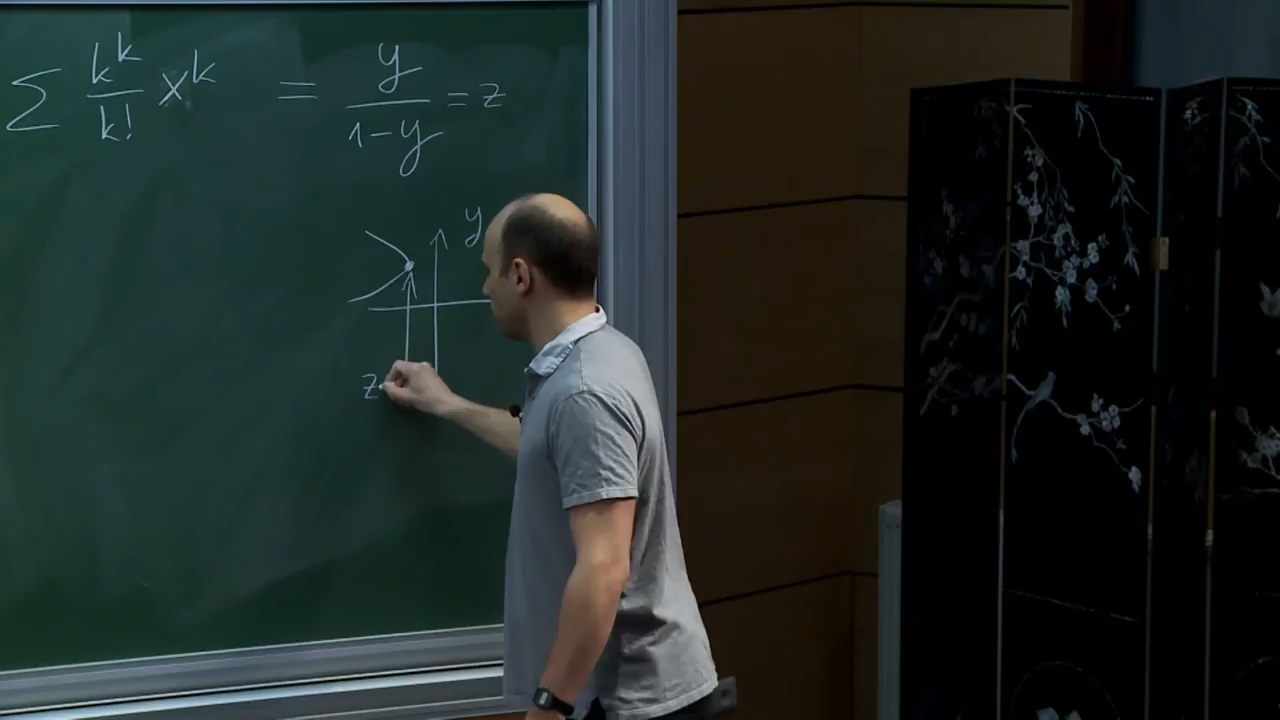 ∑ k^k/k! x^k = y/(1-y) = z
y
z